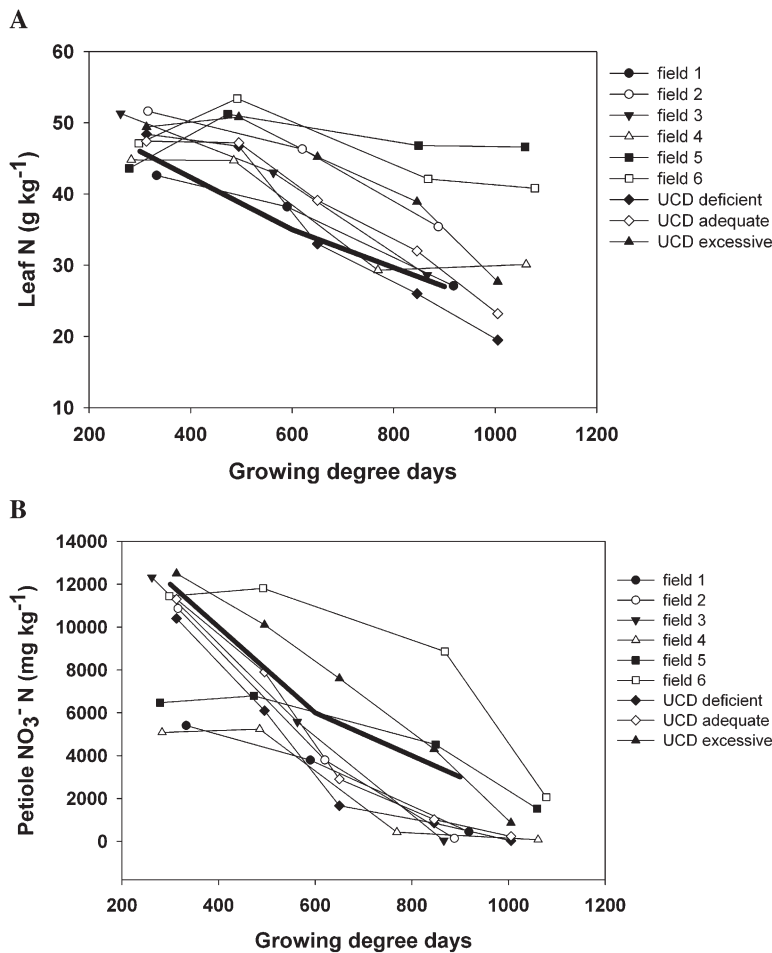 A
60
50
40
30
20
10
Leaf N (g kg⁻¹)
200 400 600 800 1000 1200
Growing degree days
field 1
field 2
field 3
field 4
field 5
field 6
UCD deficient
UCD adequate
UCD excessive
B
14000
12000
10000
8000
6000
4000
2000
0
Petiole NO₃⁻ N (mg kg⁻¹)
200 400 600 800 1000 1200
Growing degree days
field 1
field 2
field 3
field 4
field 5
field 6
UCD deficient
UCD adequate
UCD excessive